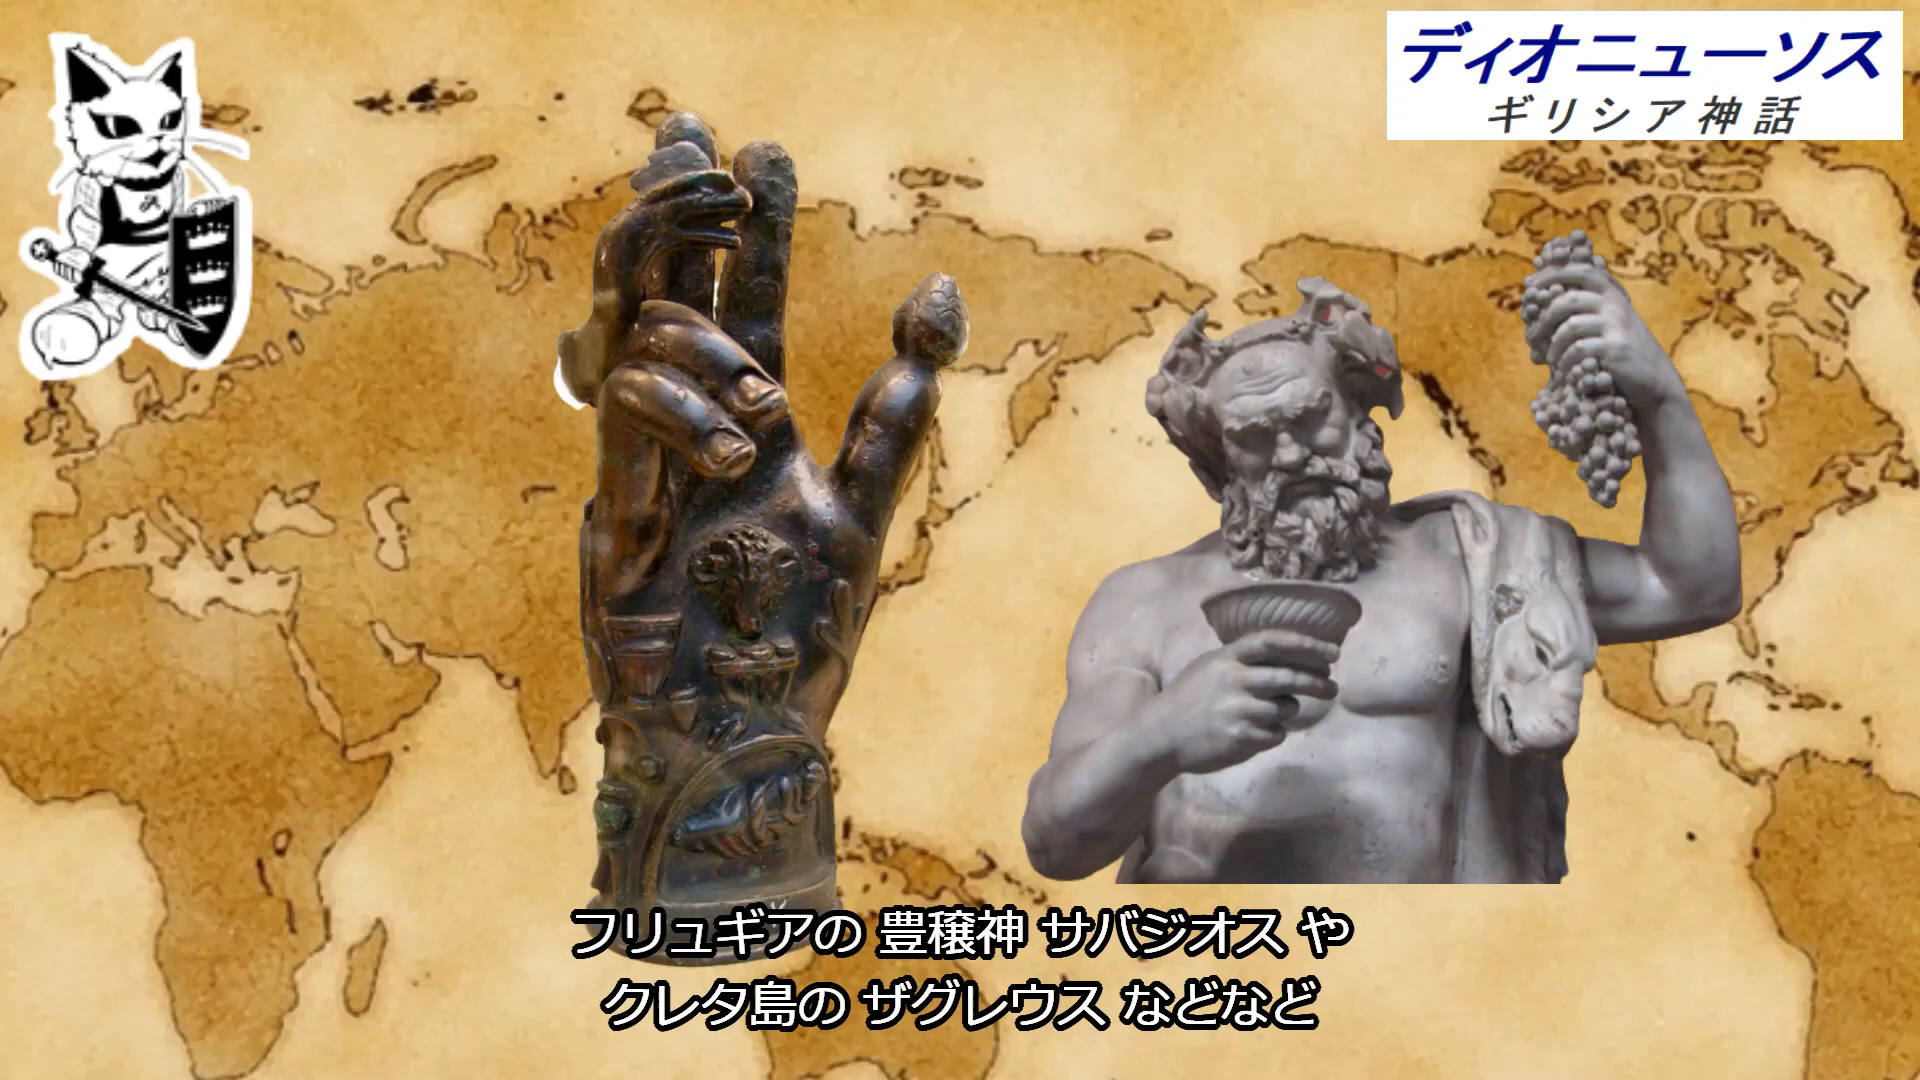 ディオニューソス
ギリシア神話
フリュギアの 豊穣神 サバジオス や
クレタ島の ザグレウス などなど